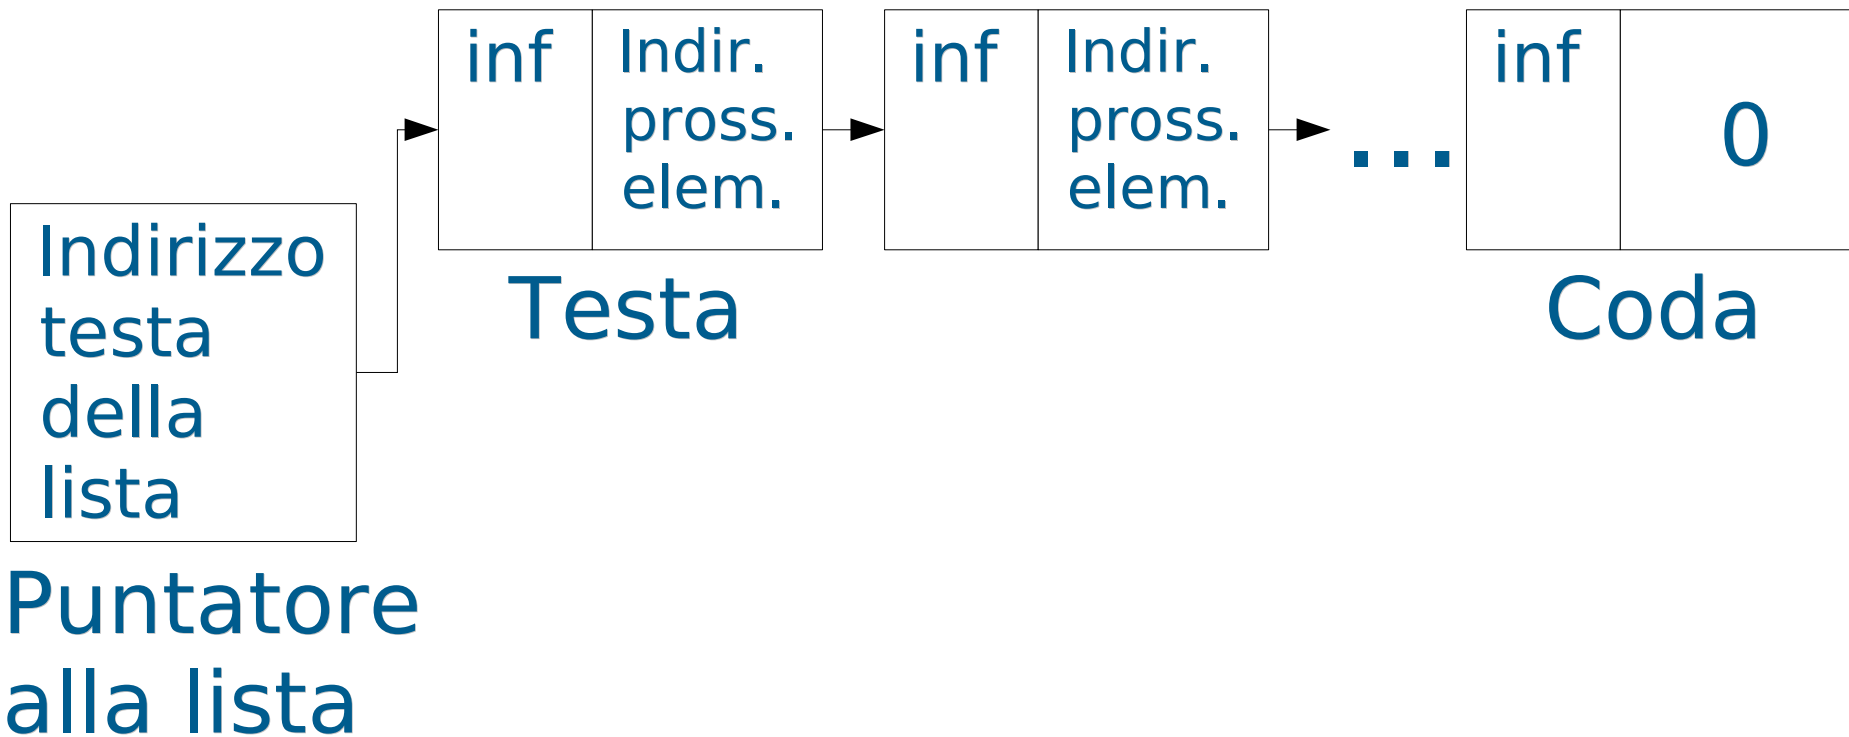 inf
Indir.
pross.
elem.
inf
Indir.
pross.
elem.
...
inf
0
Testa
Coda
Indirizzo
testa
della
lista
Puntatore
alla lista